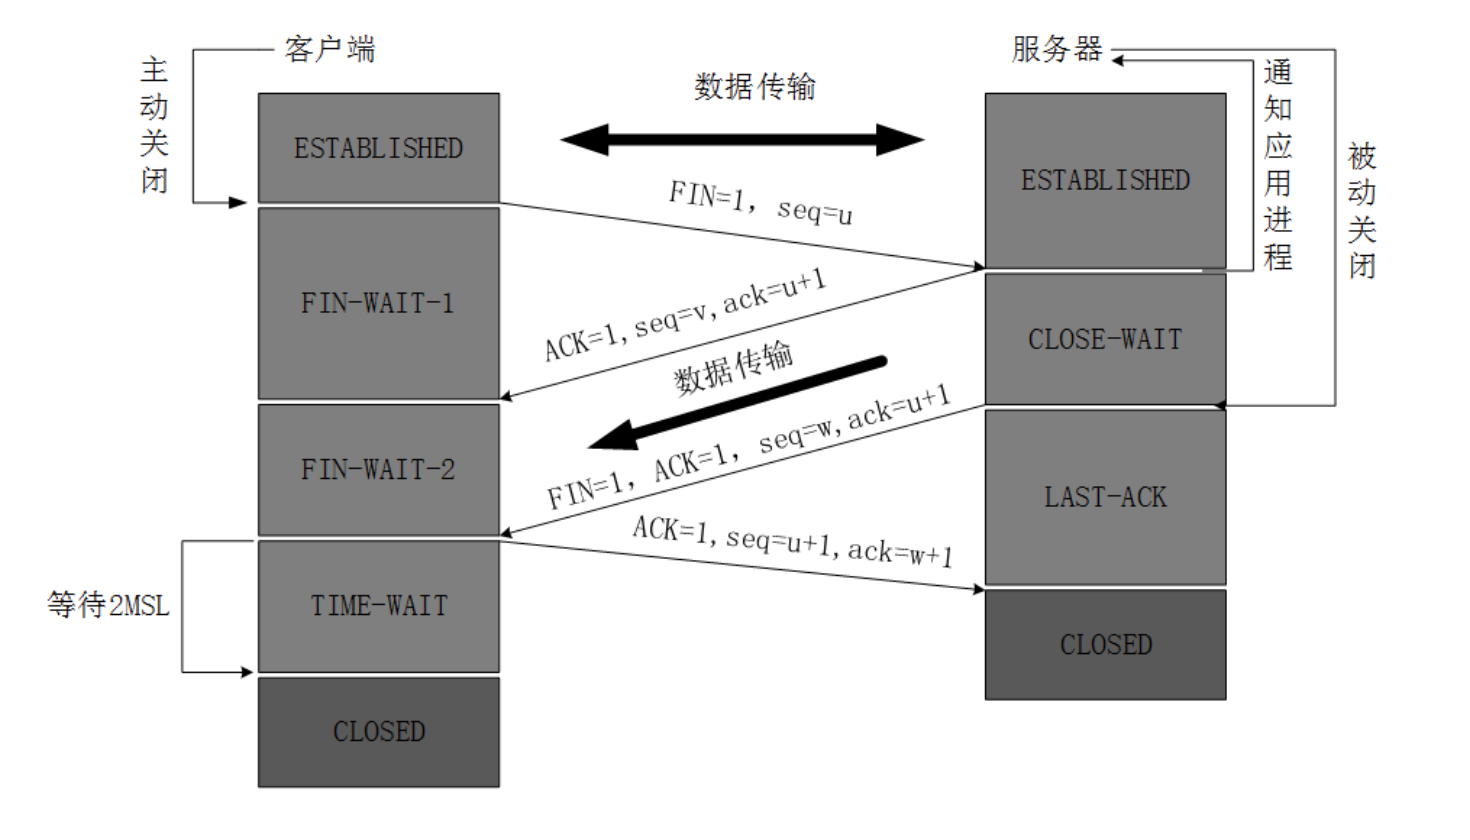 客户端
服务器
主动关闭
数据传输
通知应用进程
被动关闭
ESTABLISHED
ESTABLISHED
FIN=1, seq=u
FIN-WAIT-1
ACK=1,seq=v,ack=u+1
CLOSE-WAIT
数据传输
FIN-WAIT-2
FIN=1, ACK=1, seq=w,ack=u+1
LAST-ACK
ACK=1,seq=u+1,ack=w+1
等待2MSL
TIME-WAIT
CLOSED
CLOSED